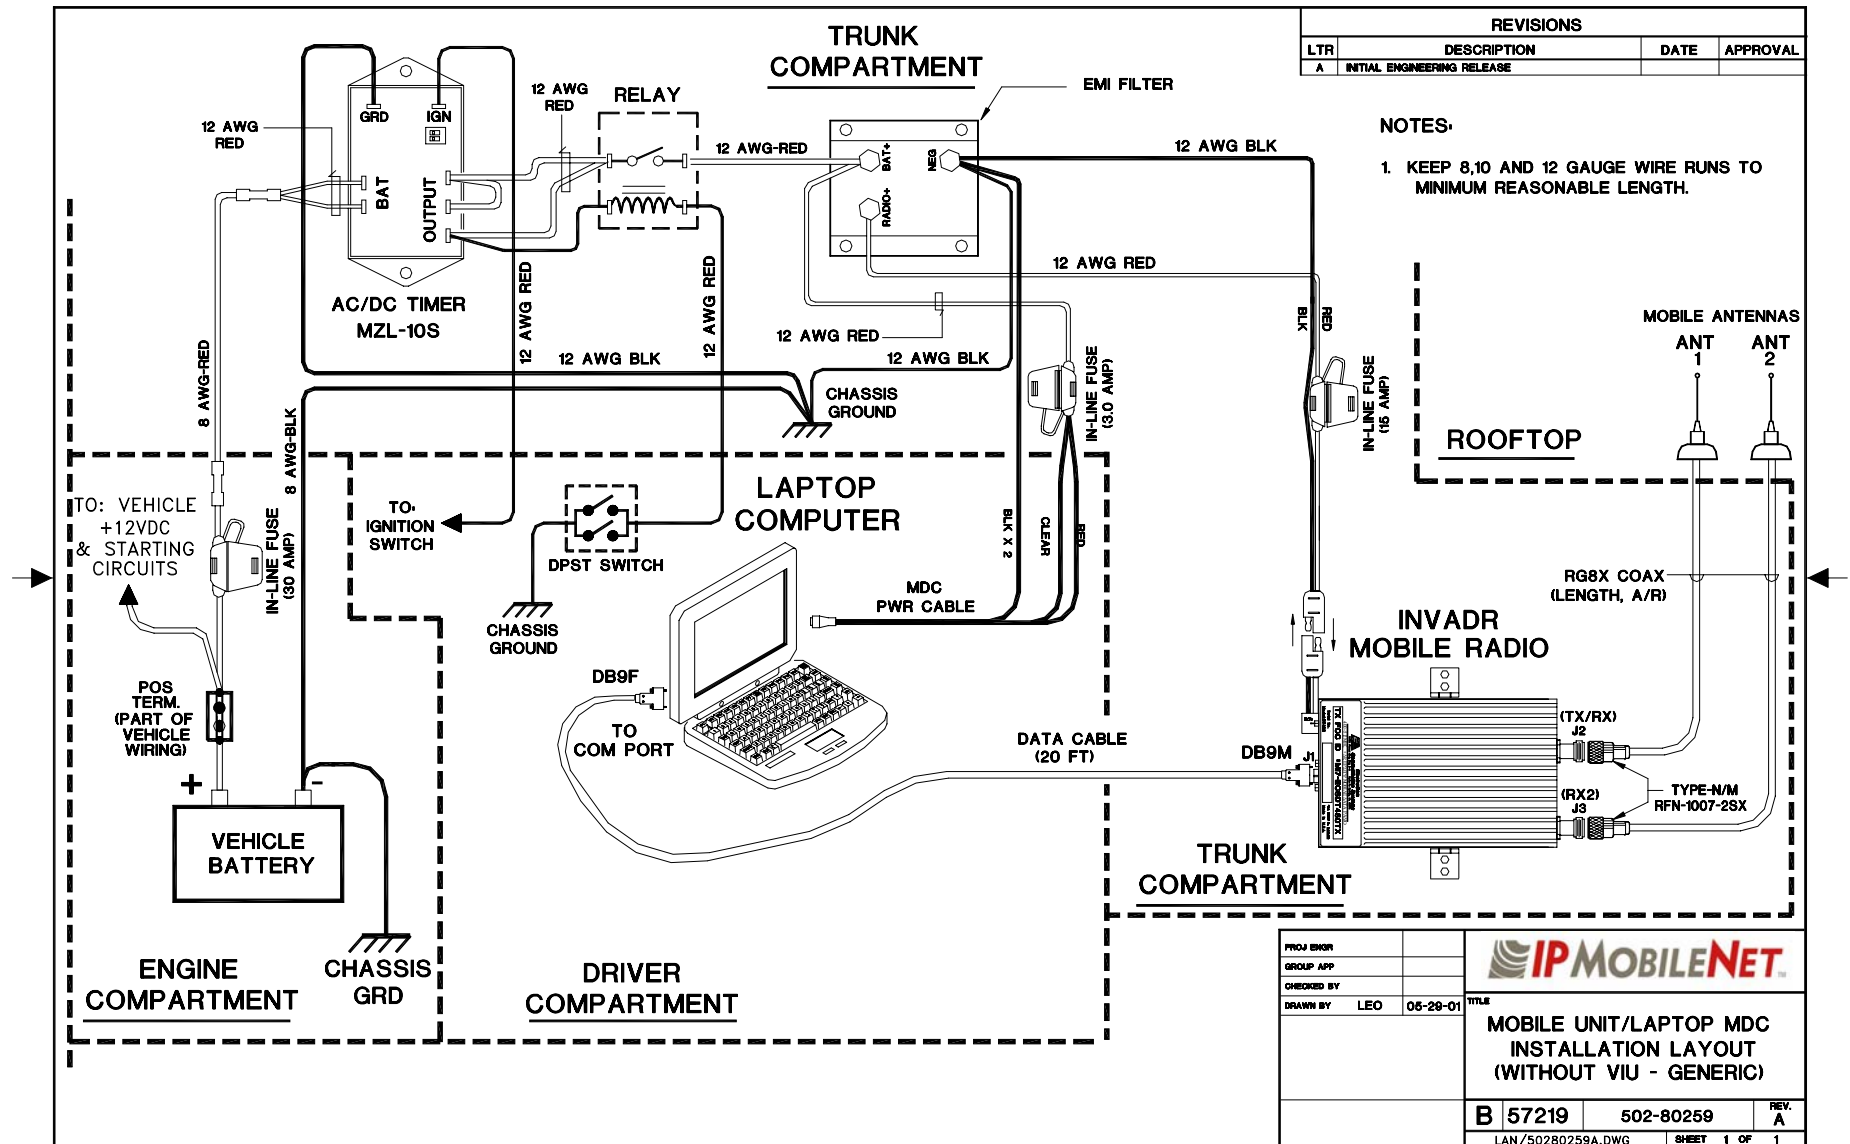 TRUNK
COMPARTMENT
REVISIONS
LTR DESCRIPTION DATE APPROVAL
A INITIAL ENGINEERING RELEASE
NOTES:
1. KEEP 8,10 AND 12 GAUGE WIRE RUNS TO
MINIMUM REASONABLE LENGTH.
EMI FILTER
RELAY
12 AWG
RED
12 AWG
RED
GRD
IGN
BAT
OUTPUT
AC/DC TIMER
MZL-10S
12 AWG-RED
BAT+
NEG
RADIO+
12 AWG BLK
12 AWG RED
12 AWG RED
12 AWG RED
12 AWG RED
12 AWG BLK
12 AWG BLK
BLK
RED
8 AWG-RED
8 AWG-BLK
CHASSIS
GROUND
IN-LINE FUSE
(3.0 AMP)
IN-LINE FUSE
(15 AMP)
MOBILE ANTENNAS
ANT
1
ANT
2
ROOFTOP
TO: VEHICLE
+12VDC
& STARTING
CIRCUITS
IN-LINE FUSE
(30 AMP)
TO:
IGNITION
SWITCH
DPST SWITCH
CHASSIS
GROUND
LAPTOP
COMPUTER
BLK X 2
CLEAR
RED
MDC
PWR CABLE
RG8X COAX
(LENGTH, A/R)
INVADR
MOBILE RADIO
POS
TERM.
(PART OF
VEHICLE
WIRING)
+
-
VEHICLE
BATTERY
DB9F
TO
COM PORT
DATA CABLE
(20 FT)
DB9M
J1
TX FCC ID
(TX/RX)
J2
(RX2)
J3
TYPE-N/M
RFN-1007-2SX
TRUNK
COMPARTMENT
ENGINE
COMPARTMENT
CHASSIS
GRD
DRIVER
COMPARTMENT
PROJ ENGR
GROUP APP
CHECKED BY
DRAWN BY LEO 05-29-01
IPMOBILENET
TM
TITLE
MOBILE UNIT/LAPTOP MDC
INSTALLATION LAYOUT
(WITHOUT VIU - GENERIC)
B 57219 502-80259 REV.
A
LAN/50280259A.DWG SHEET 1 OF 1